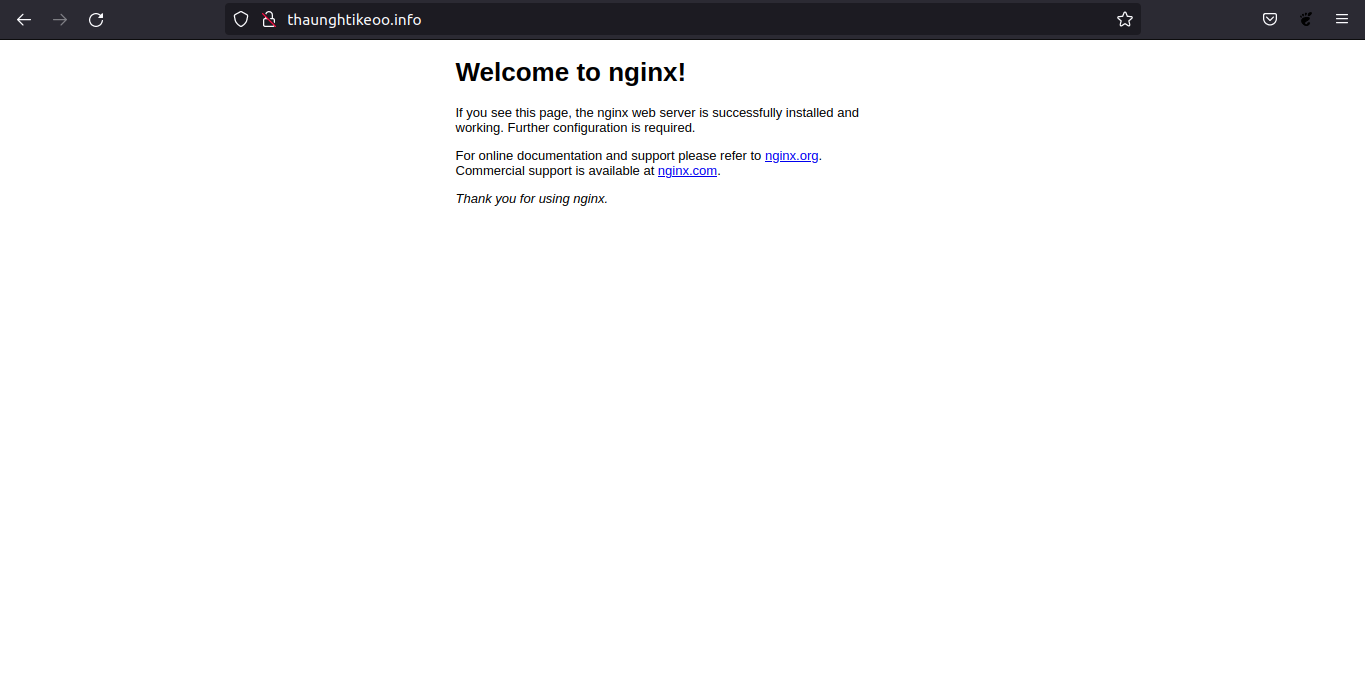 thaunghtikeoo.info
Welcome to nginx!
If you see this page, the nginx web server is successfully installed and
working. Further configuration is required.
For online documentation and support please refer to nginx.org.
Commercial support is available at nginx.com.
Thank you for using nginx.